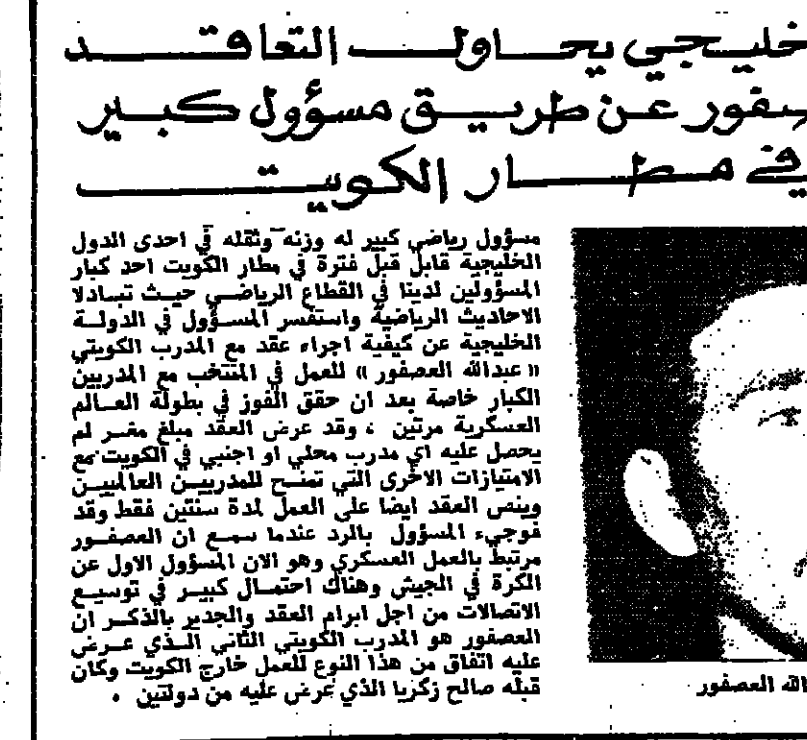 خليجي يحاول التعاقد
صفور عن طريق مسؤول كبير
في مطار الكويت
مسؤول رياضي كبير له وزنه وثقله في احدى الدول
الخليجية قابل قبل فترة في مطار الكويت احد كبار
المسؤولين لدينا في القطاع الرياضي حيث تبادلا
الاحاديث الرياضية واستفسر المسؤول في الدولة
الخليجية عن كيفية اجراء عقد مع المدرب الكويتي
« عبدالله العصفور » للعمل في المنتخب مع المدربين
الكبار خاصة بعد ان حقق الفوز في بطولة العالم
العسكرية مرتين ، وقد عرض العقد مبلغ مغر لم
يحصل عليه اي مدرب محلي او اجنبي في الكويت مع
الامتيازات الاخرى التي تمنح للمدربين العالميين
وينص العقد ايضا على العمل لمدة سنتين فقط وقد
فوجيء المسؤول بالرد عندما سمع ان العصفور
مرتبط بالعمل العسكري وهو الان المسؤول الاول عن
الكرة في الجيش وهناك احتمال كبير في توسيع
الاتصالات من اجل ابرام العقد والجدير بالذكر ان
العصفور هو المدرب الكويتي الثاني الذي عرض
عليه اتفاق من هذا النوع للعمل خارج الكويت وكان
قبله صالح زكريا الذي عرض عليه من دولتين .
الله العصفور